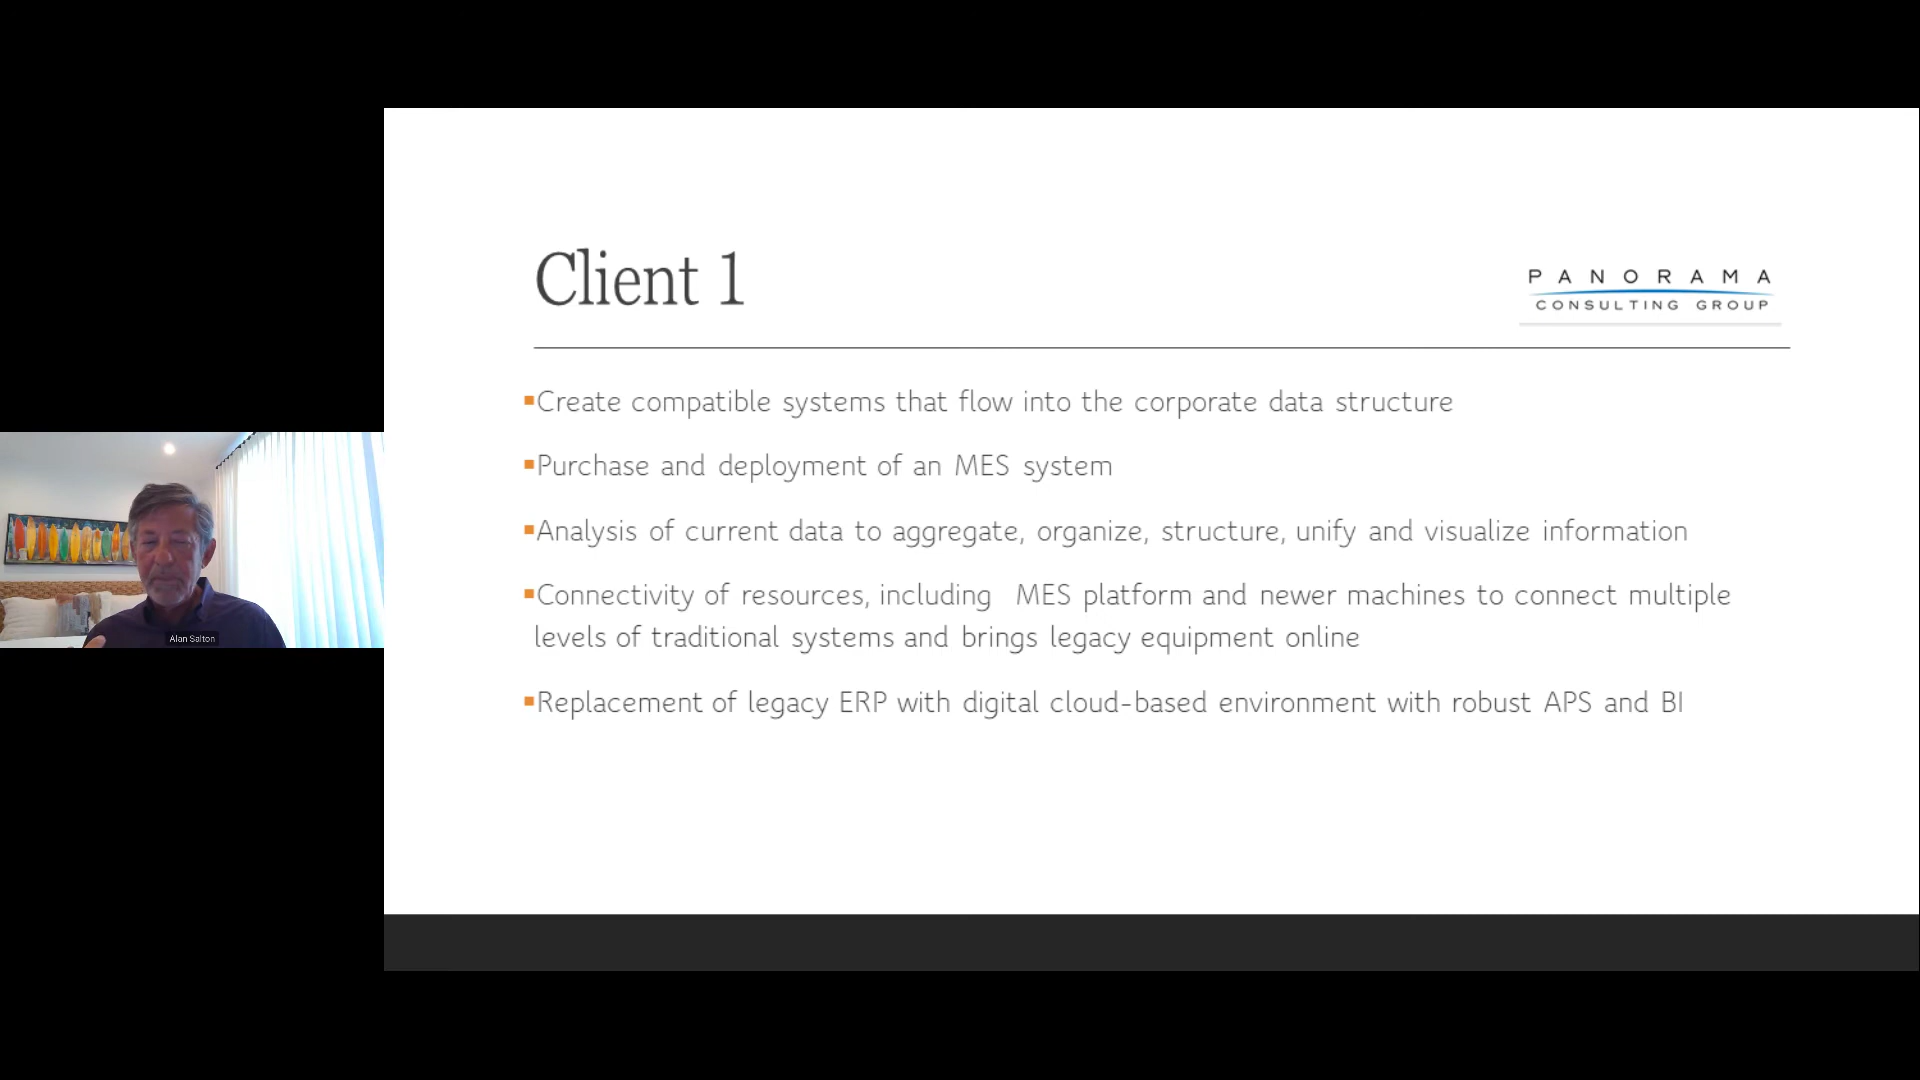 Client 1
PANORAMA
CONSULTING GROUP
▪Create compatible systems that flow into the corporate data structure
▪Purchase and deployment of an MES system
▪Analysis of current data to aggregate, organize, structure, unify and visualize information
▪Connectivity of resources, including MES platform and newer machines to connect multiple
levels of traditional systems and brings legacy equipment online
▪Replacement of legacy ERP with digital cloud-based environment with robust APS and BI
Alan Salton